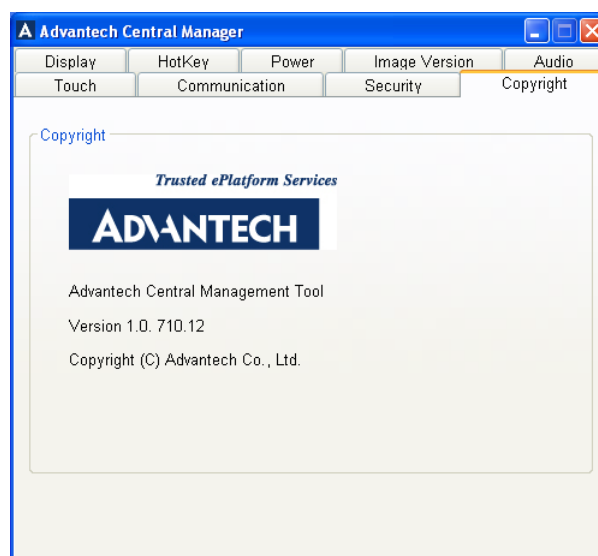 A Advantech Central Manager
Display HotKey Power Image Version Audio
Touch Communication Security Copyright
Copyright
Trusted ePlatform Services
ADVANTECH
Advantech Central Management Tool
Version 1.0. 710.12
Copyright (C) Advantech Co., Ltd.